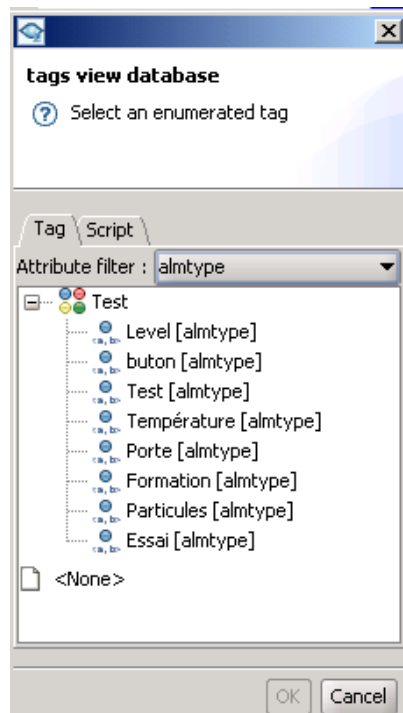 tags view database
Select an enumerated tag
Tag Script
Attribute filter : almtype
Test
Level [almtype]
buton [almtype]
Test [almtype]
Température [almtype]
Porte [almtype]
Formation [almtype]
Particules [almtype]
Essai [almtype]
<None>
OK Cancel